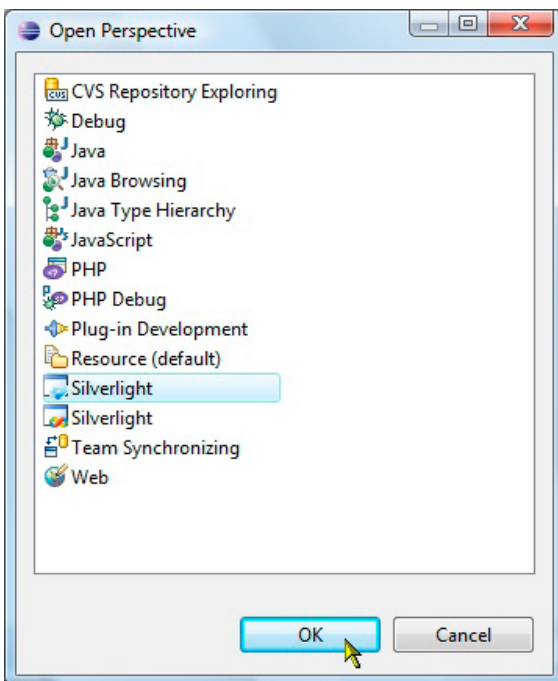 Open Perspective
CVS Repository Exploring
Debug
Java
Java Browsing
Java Type Hierarchy
JavaScript
PHP
PHP Debug
Plug-in Development
Resource (default)
Silverlight
Silverlight
Team Synchronizing
Web
OK Cancel